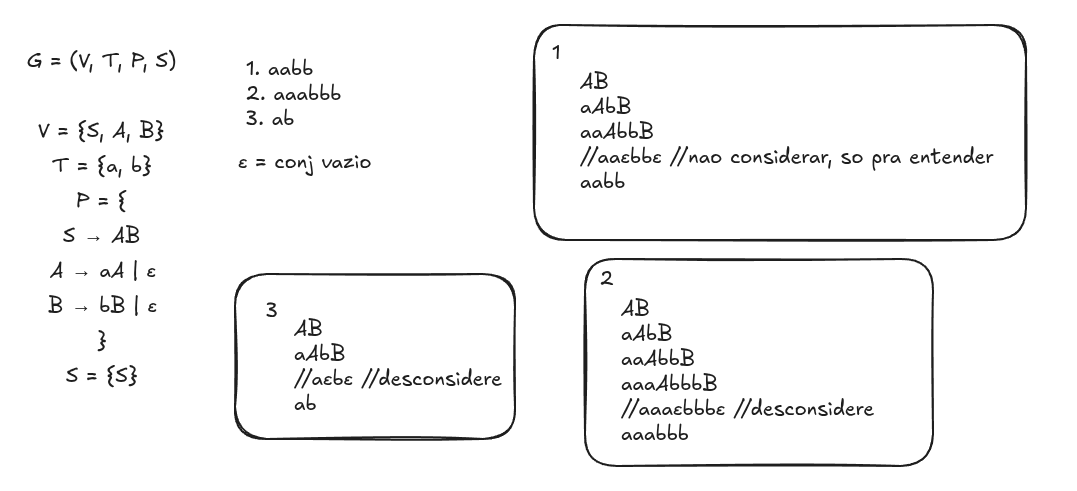 G = (V, T, P, S)
V = {S, A, B}
T = {a, b}
P = {
S → AB
A → aA | ε
B → bB | ε
}
S = {S}
1. aabb
2. aaabbb
3. ab
ε = conj vazio
1
AB
aAbB
aaAbbB
//aaεbbε //nao considerar, so pra entender
aabb
3
AB
aAbB
//aεbε //desconsidere
ab
2
AB
aAbB
aaAbbB
aaaAbbbB
//aaaεbbbε //desconsidere
aaabbb